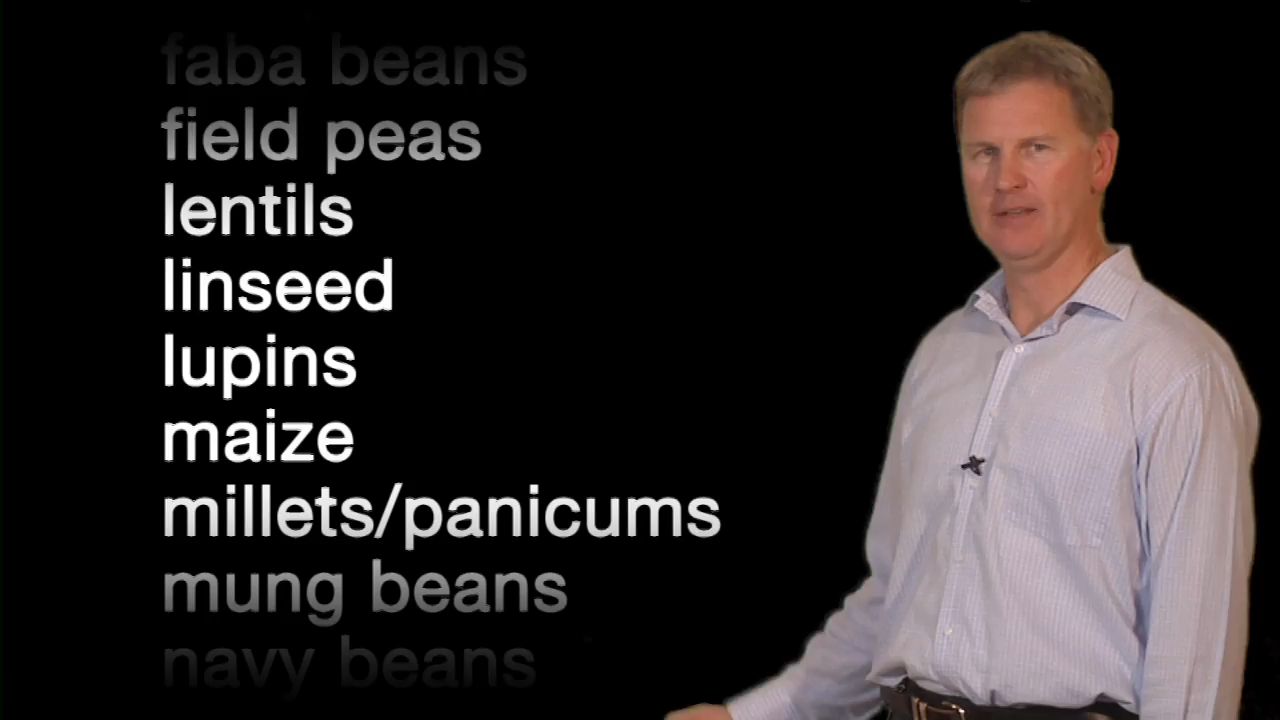 faba beans
field peas
lentils
linseed
lupins
maize
millets/panicums
mung beans
navy beans